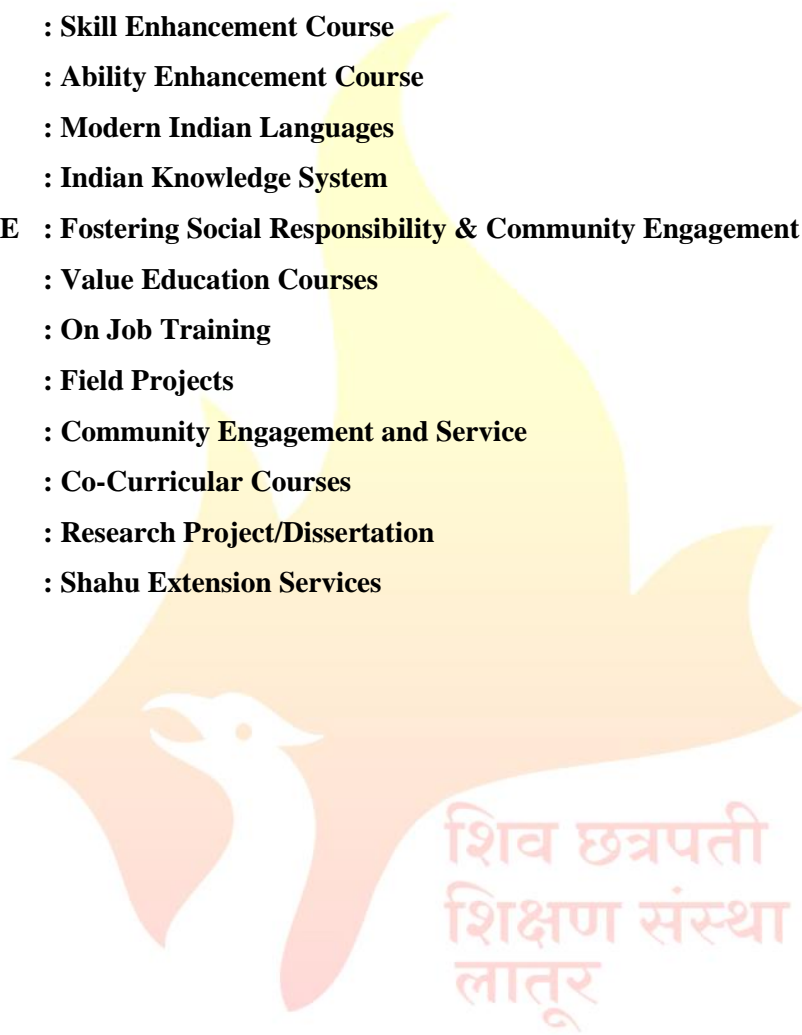 : Skill Enhancement Course
: Ability Enhancement Course
: Modern Indian Languages
: Indian Knowledge System
E : Fostering Social Responsibility & Community Engagement
: Value Education Courses
: On Job Training
: Field Projects
: Community Engagement and Service
: Co-Curricular Courses
: Research Project/Dissertation
: Shahu Extension Services
शिव छत्रपती
शिक्षण संस्था
लातूर